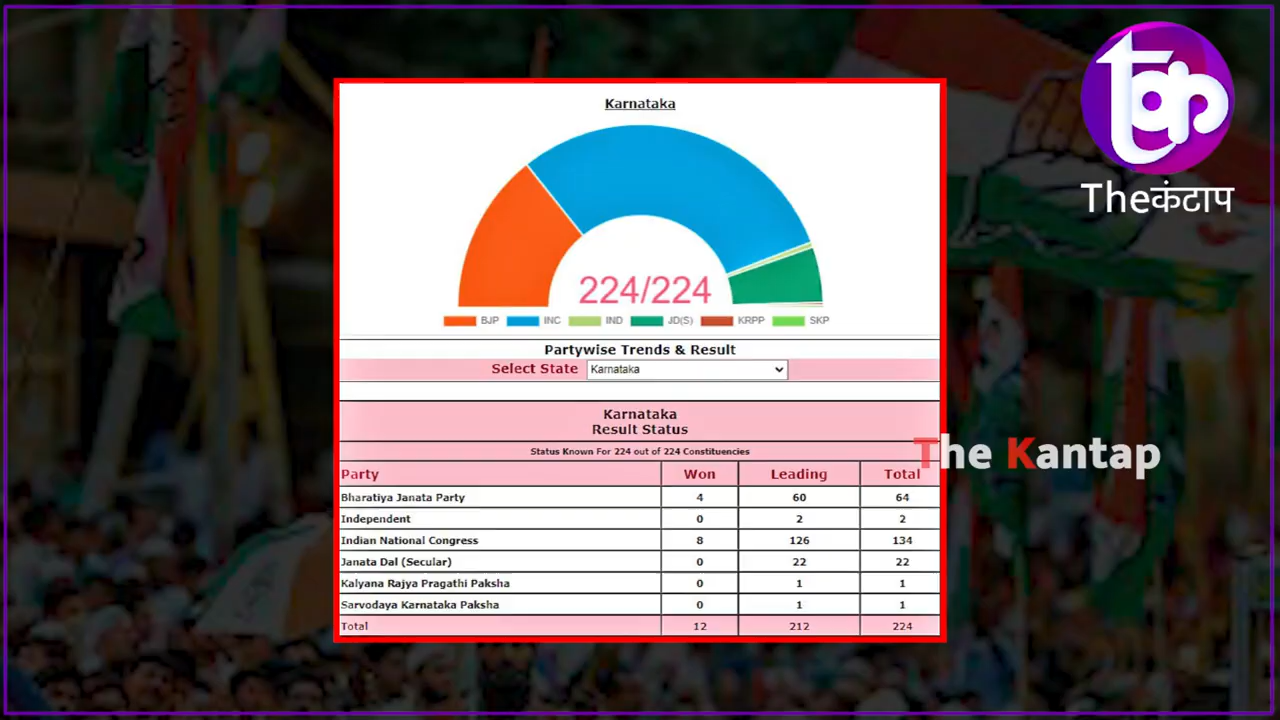 tak
Theकंटाप
Karnataka
224/224
BJP INC IND JD(S) KRPP SKP
Partywise Trends & Result
Select State Karnataka
Karnataka
Result Status
Status Known For 224 out of 224 Constituencies
The Kantap
Party Won Leading Total
Bharatiya Janata Party 4 60 64
Independent 0 2 2
Indian National Congress 8 126 134
Janata Dal (Secular) 0 22 22
Kalyana Rajya Pragathi Paksha 0 1 1
Sarvodaya Karnataka Paksha 0 1 1
Total 12 212 224